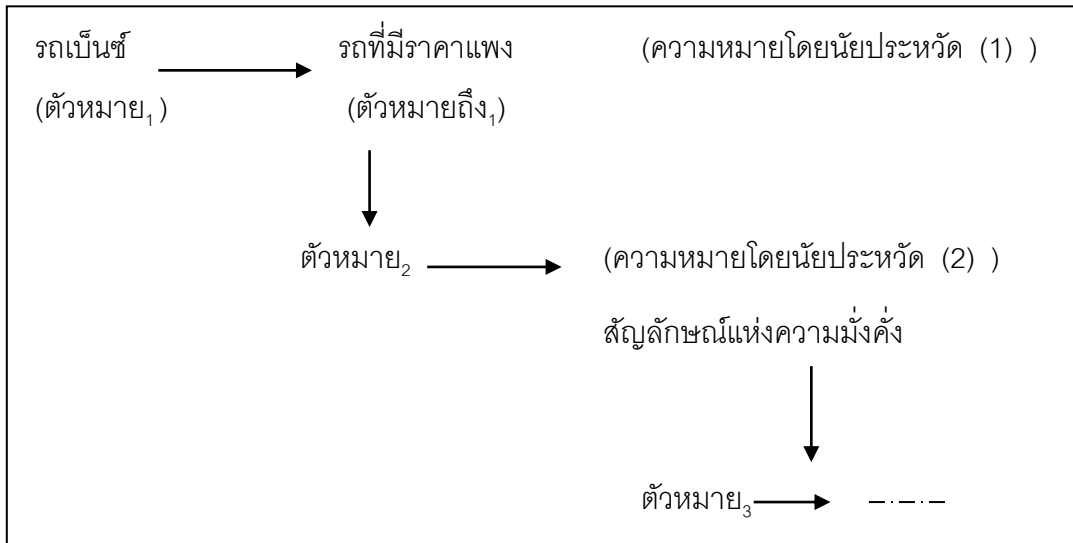 รถเบ็นซ์ รถที่มีราคาแพง (ความหมายโดยนัยประหวัด (1) )
(ตัวหมาย₁) (ตัวหมายถึง₁)
ตัวหมาย₂ (ความหมายโดยนัยประหวัด (2) )
สัญลักษณ์แห่งความมั่งคั่ง
ตัวหมาย₃